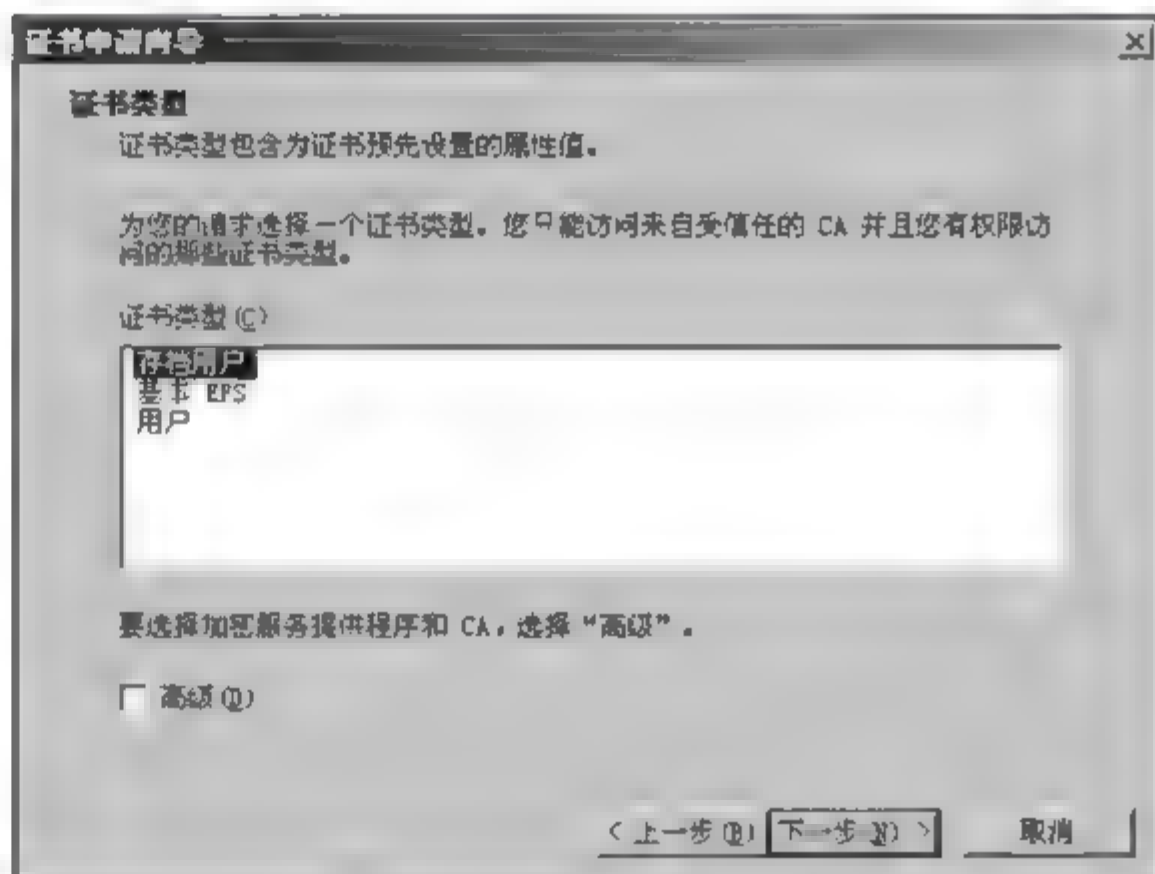 证书申请向导
证书类型
证书类型包含为证书预先设置的属性值。
为您的请求选择一个证书类型。您只能访问来自受信任的 CA 并且您有权限访
问的那些证书类型。
证书类型(C)
存档用户
基本 EFS
用户
要选择加密服务提供程序和 CA，选择“高级”。
高级(D)
< 上一步(B)
下一步(N) >
取消